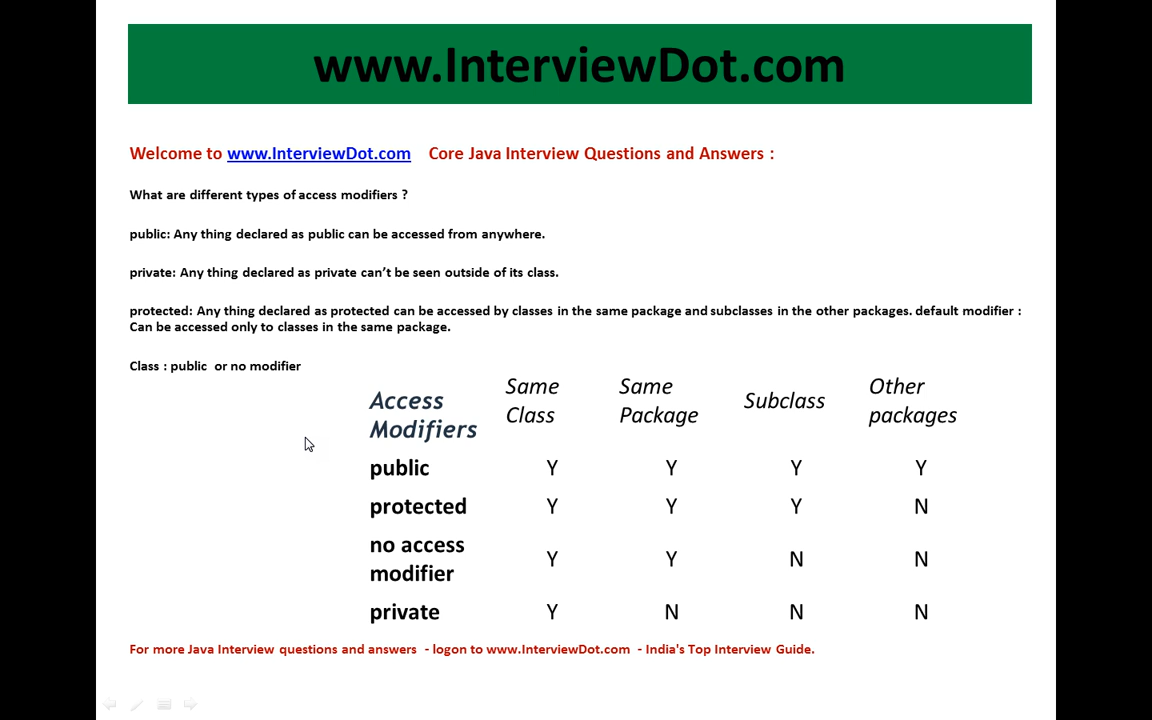 www.InterviewDot.com
Welcome to www.InterviewDot.com Core Java Interview Questions and Answers :
What are different types of access modifiers ?
public: Any thing declared as public can be accessed from anywhere.
private: Any thing declared as private can't be seen outside of its class.
protected: Any thing declared as protected can be accessed by classes in the same package and subclasses in the other packages. default modifier :
Can be accessed only to classes in the same package.
Class : public or no modifier
Access Modifiers Same Class Same Package Subclass Other packages
public Y Y Y Y
protected Y Y Y N
no access modifier Y Y N N
private Y N N N
For more Java Interview questions and answers - logon to www.InterviewDot.com - India's Top Interview Guide.